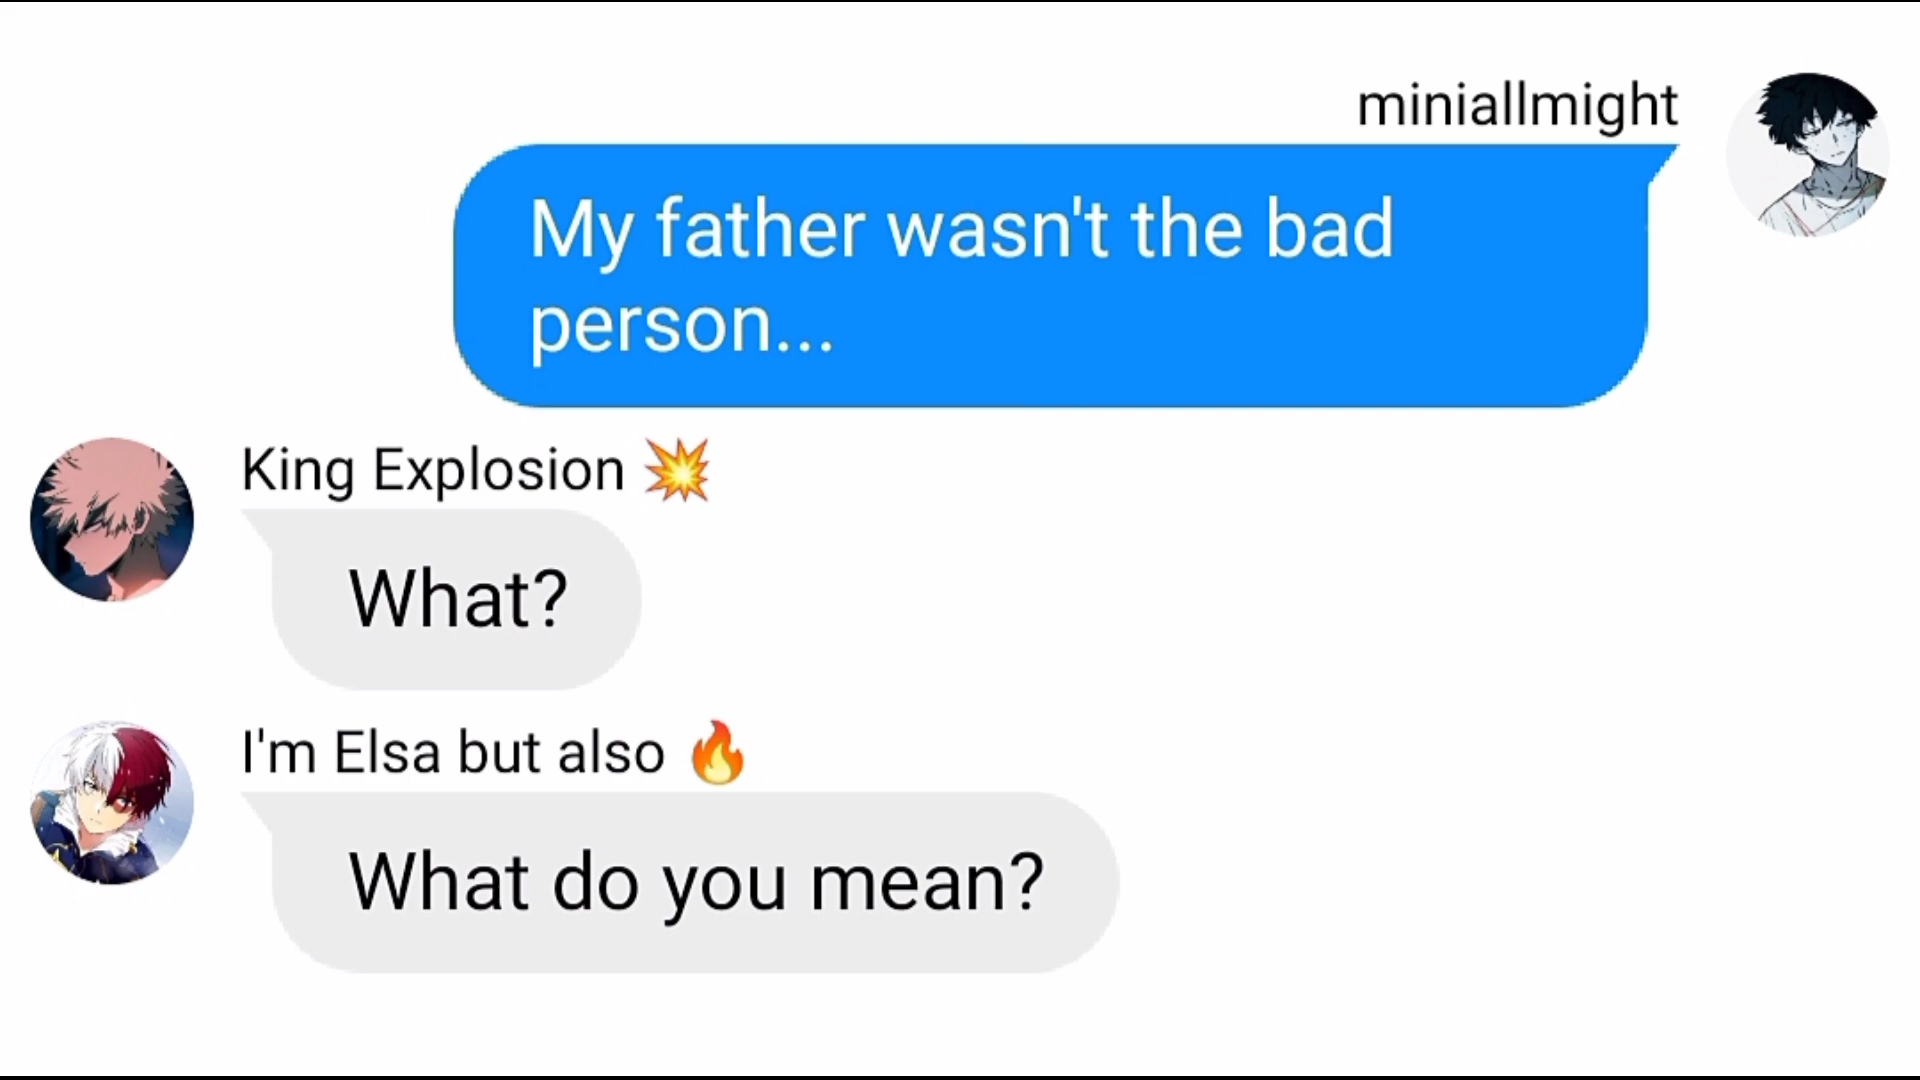 miniallmight
My father wasn't the bad
person...
King Explosion 💥
What?
I'm Elsa but also 🔥
What do you mean?